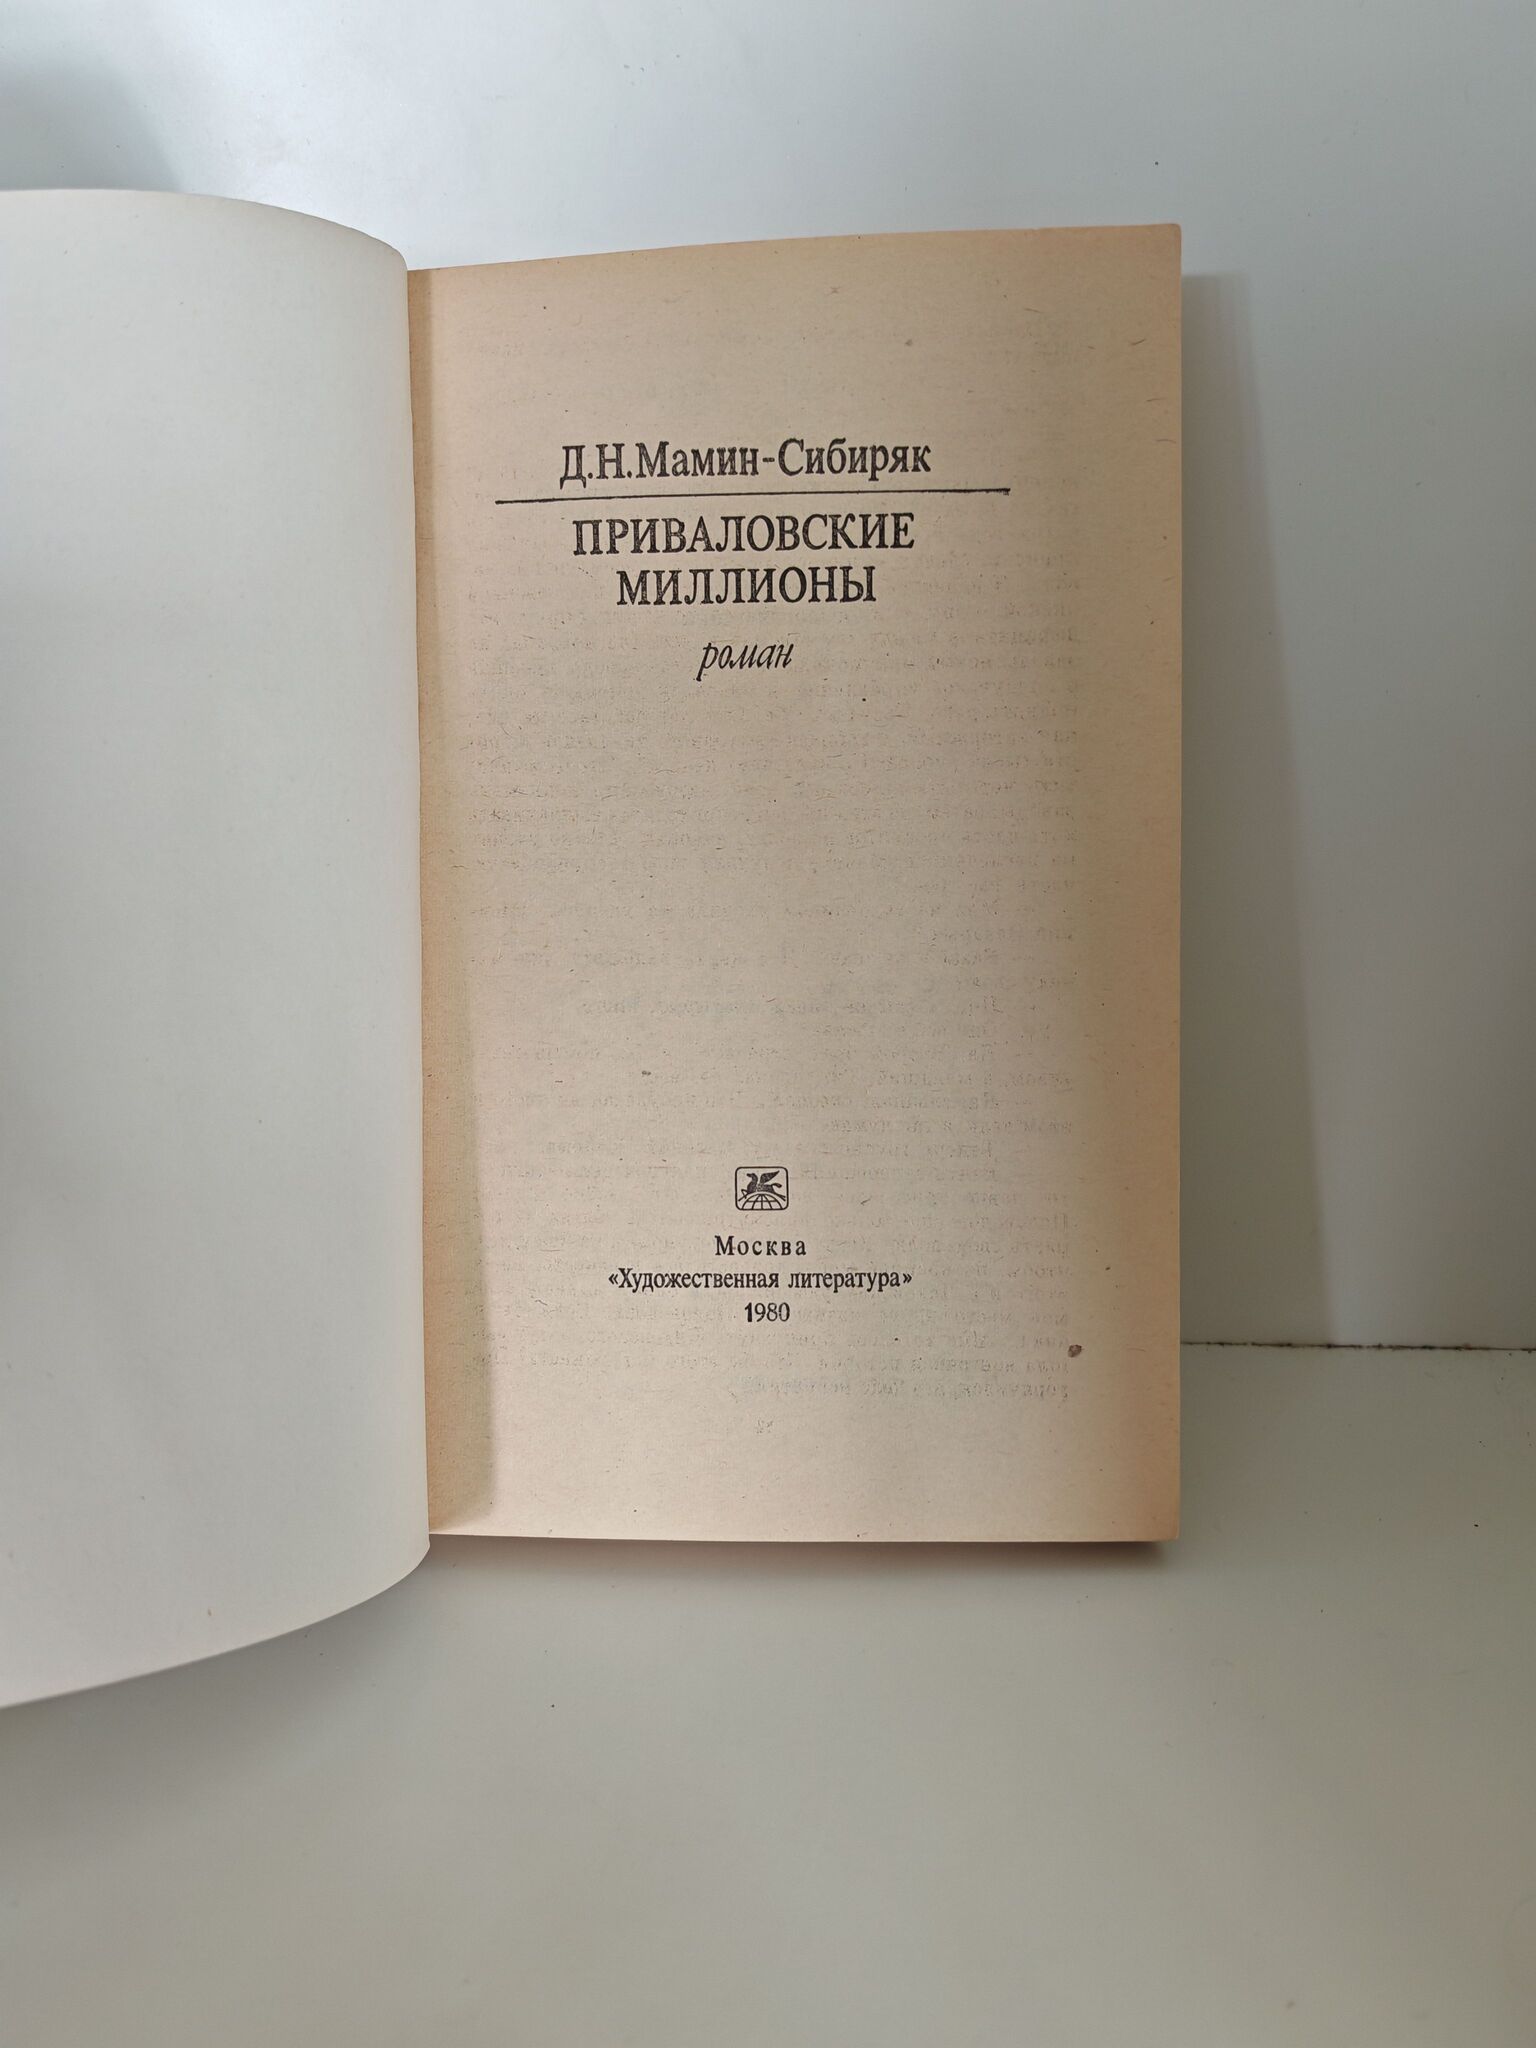 Д.Н.Мамин-Сибиряк
ПРИВАЛОВСКИЕ
МИЛЛИОНЫ
роман
Москва
«Художественная литература»
1980